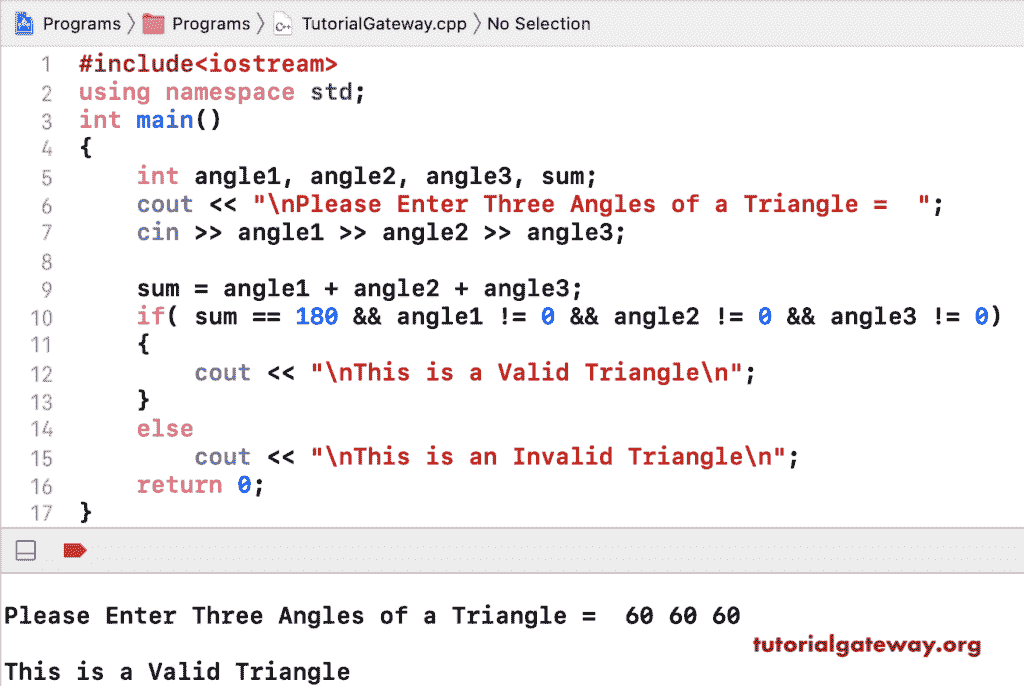 Programs 〉 Programs 〉 TutorialGateway.cpp 〉 No Selection
1 #include<iostream>
2 using namespace std;
3 int main()
4 {
5     int angle1, angle2, angle3, sum;
6     cout << "\nPlease Enter Three Angles of a Triangle =  ";
7     cin >> angle1 >> angle2 >> angle3;
8
9     sum = angle1 + angle2 + angle3;
10     if( sum == 180 && angle1 != 0 && angle2 != 0 && angle3 != 0)
11     {
12         cout << "\nThis is a Valid Triangle\n";
13     }
14     else
15         cout << "\nThis is an Invalid Triangle\n";
16     return 0;
17 }
Please Enter Three Angles of a Triangle =  60 60 60
tutorialgateway.org
This is a Valid Triangle